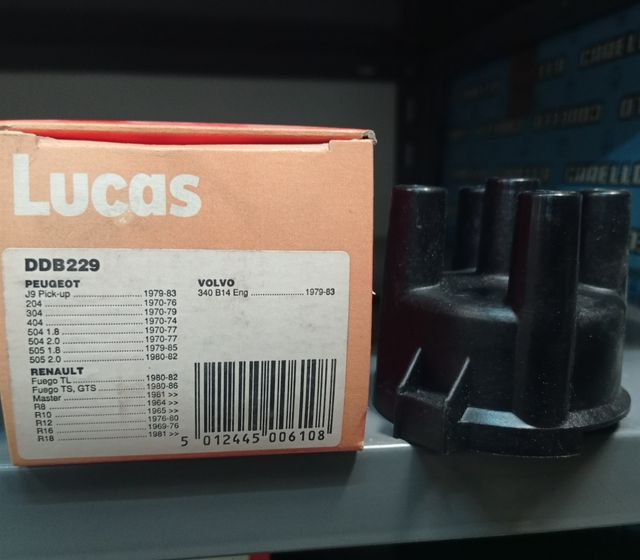 Lucas
DDB229
PEUGEOT
J9 Pick-up 1979-83
204 1970-76
304 1970-79
404 1970-74
504 1.8 1970-77
504 2.0 1970-77
505 1.8 1979-85
505 2.0 1980-82
RENAULT
Fuego TL 1980-82
Fuego TS, GTS 1980-86
Master 1981 >>
R8 1964 >>
R10 1965 >>
R12 1976-80
R16 1969-76
R18 1981 >>
VOLVO
340 B14 Eng 1979-83
5 012445 006108
CARELLO